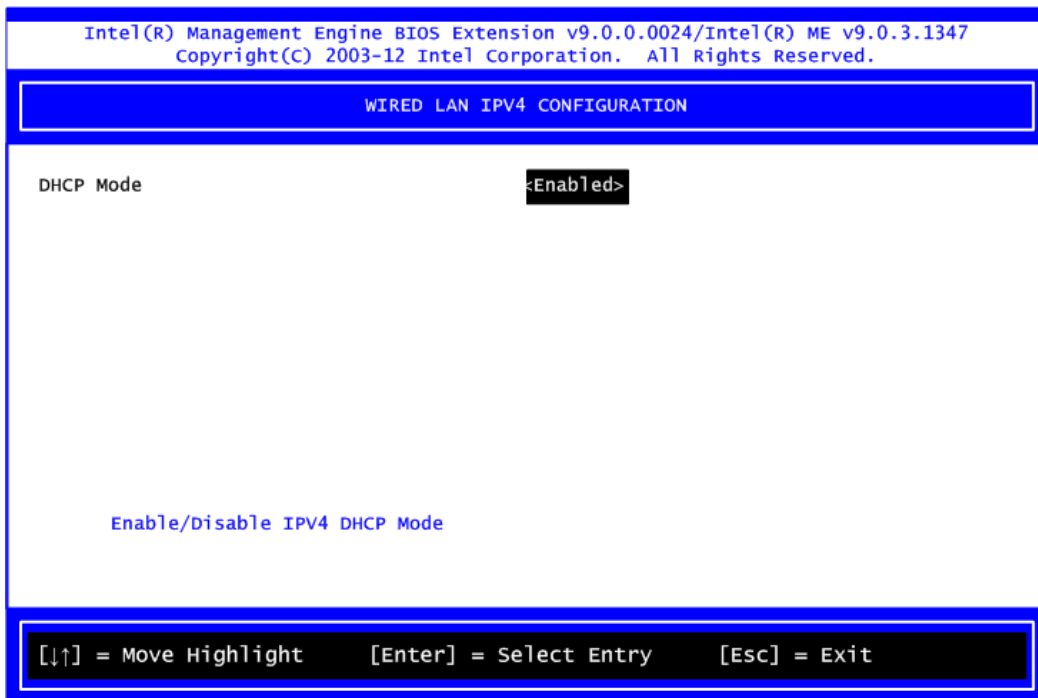 Intel(R) Management Engine BIOS Extension v9.0.0.0024/Intel(R) ME v9.0.3.1347
Copyright(C) 2003-12 Intel Corporation. All Rights Reserved.
WIRED LAN IPV4 CONFIGURATION
DHCP Mode <Enabled>
Enable/Disable IPV4 DHCP Mode
[↓↑] = Move Highlight [Enter] = Select Entry [Esc] = Exit